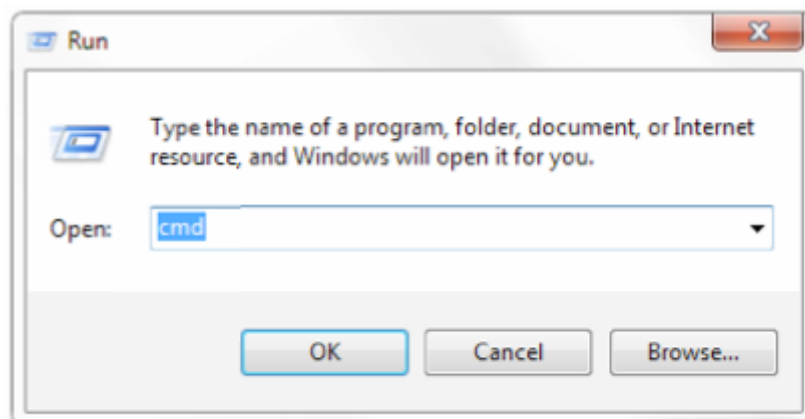 Run
Type the name of a program, folder, document, or Internet
resource, and Windows will open it for you.
Open: cmd
OK Cancel Browse...